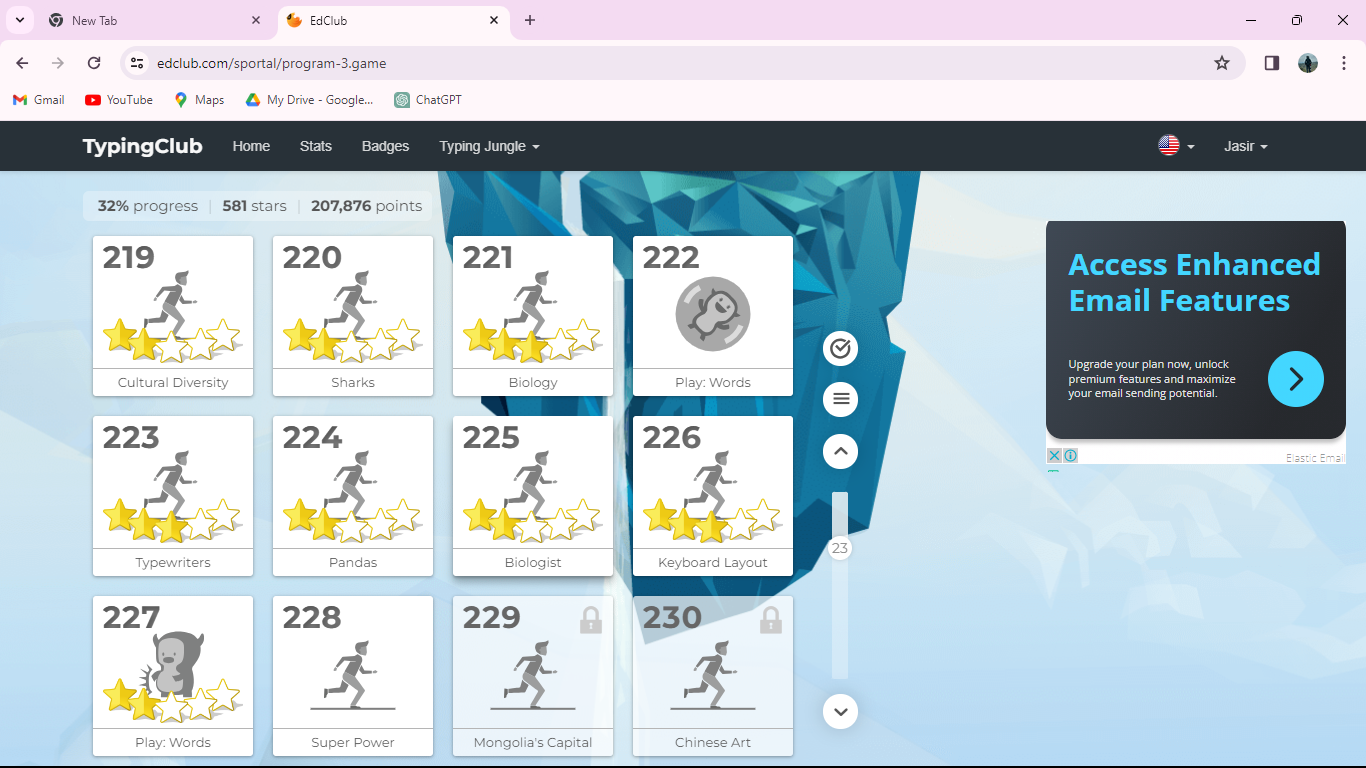 New Tab
EdClub
edclub.com/sportal/program-3.game
Gmail
YouTube
Maps
My Drive - Google...
ChatGPT
TypingClub
Home
Stats
Badges
Typing Jungle
Jasir
32% progress | 581 stars | 207,876 points
219
Cultural Diversity
220
Sharks
221
Biology
222
Play: Words
223
Typewriters
224
Pandas
225
Biologist
226
Keyboard Layout
227
Play: Words
228
Super Power
229
Mongolia's Capital
230
Chinese Art
23
Access Enhanced
Email Features
Upgrade your plan now, unlock
premium features and maximize
your email sending potential.
Elastic Email